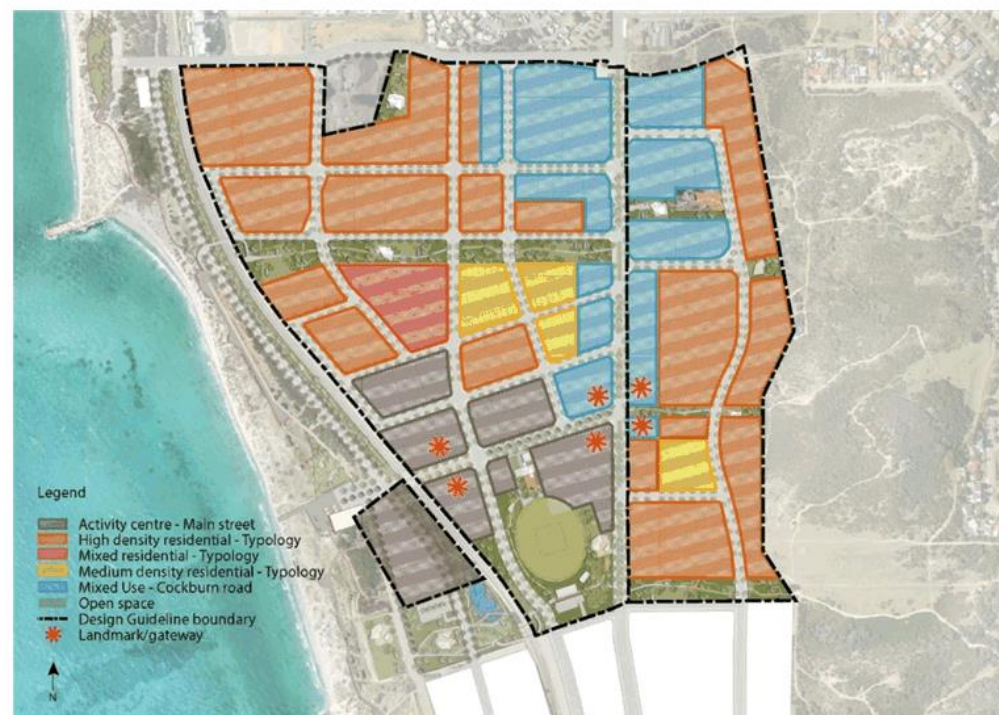 Legend
Activity centre - Main street
High density residential - Typology
Mixed residential - Typology
Medium density residential - Typology
Mixed Use - Cockburn road
Open space
Design Guideline boundary
Landmark/gateway
N